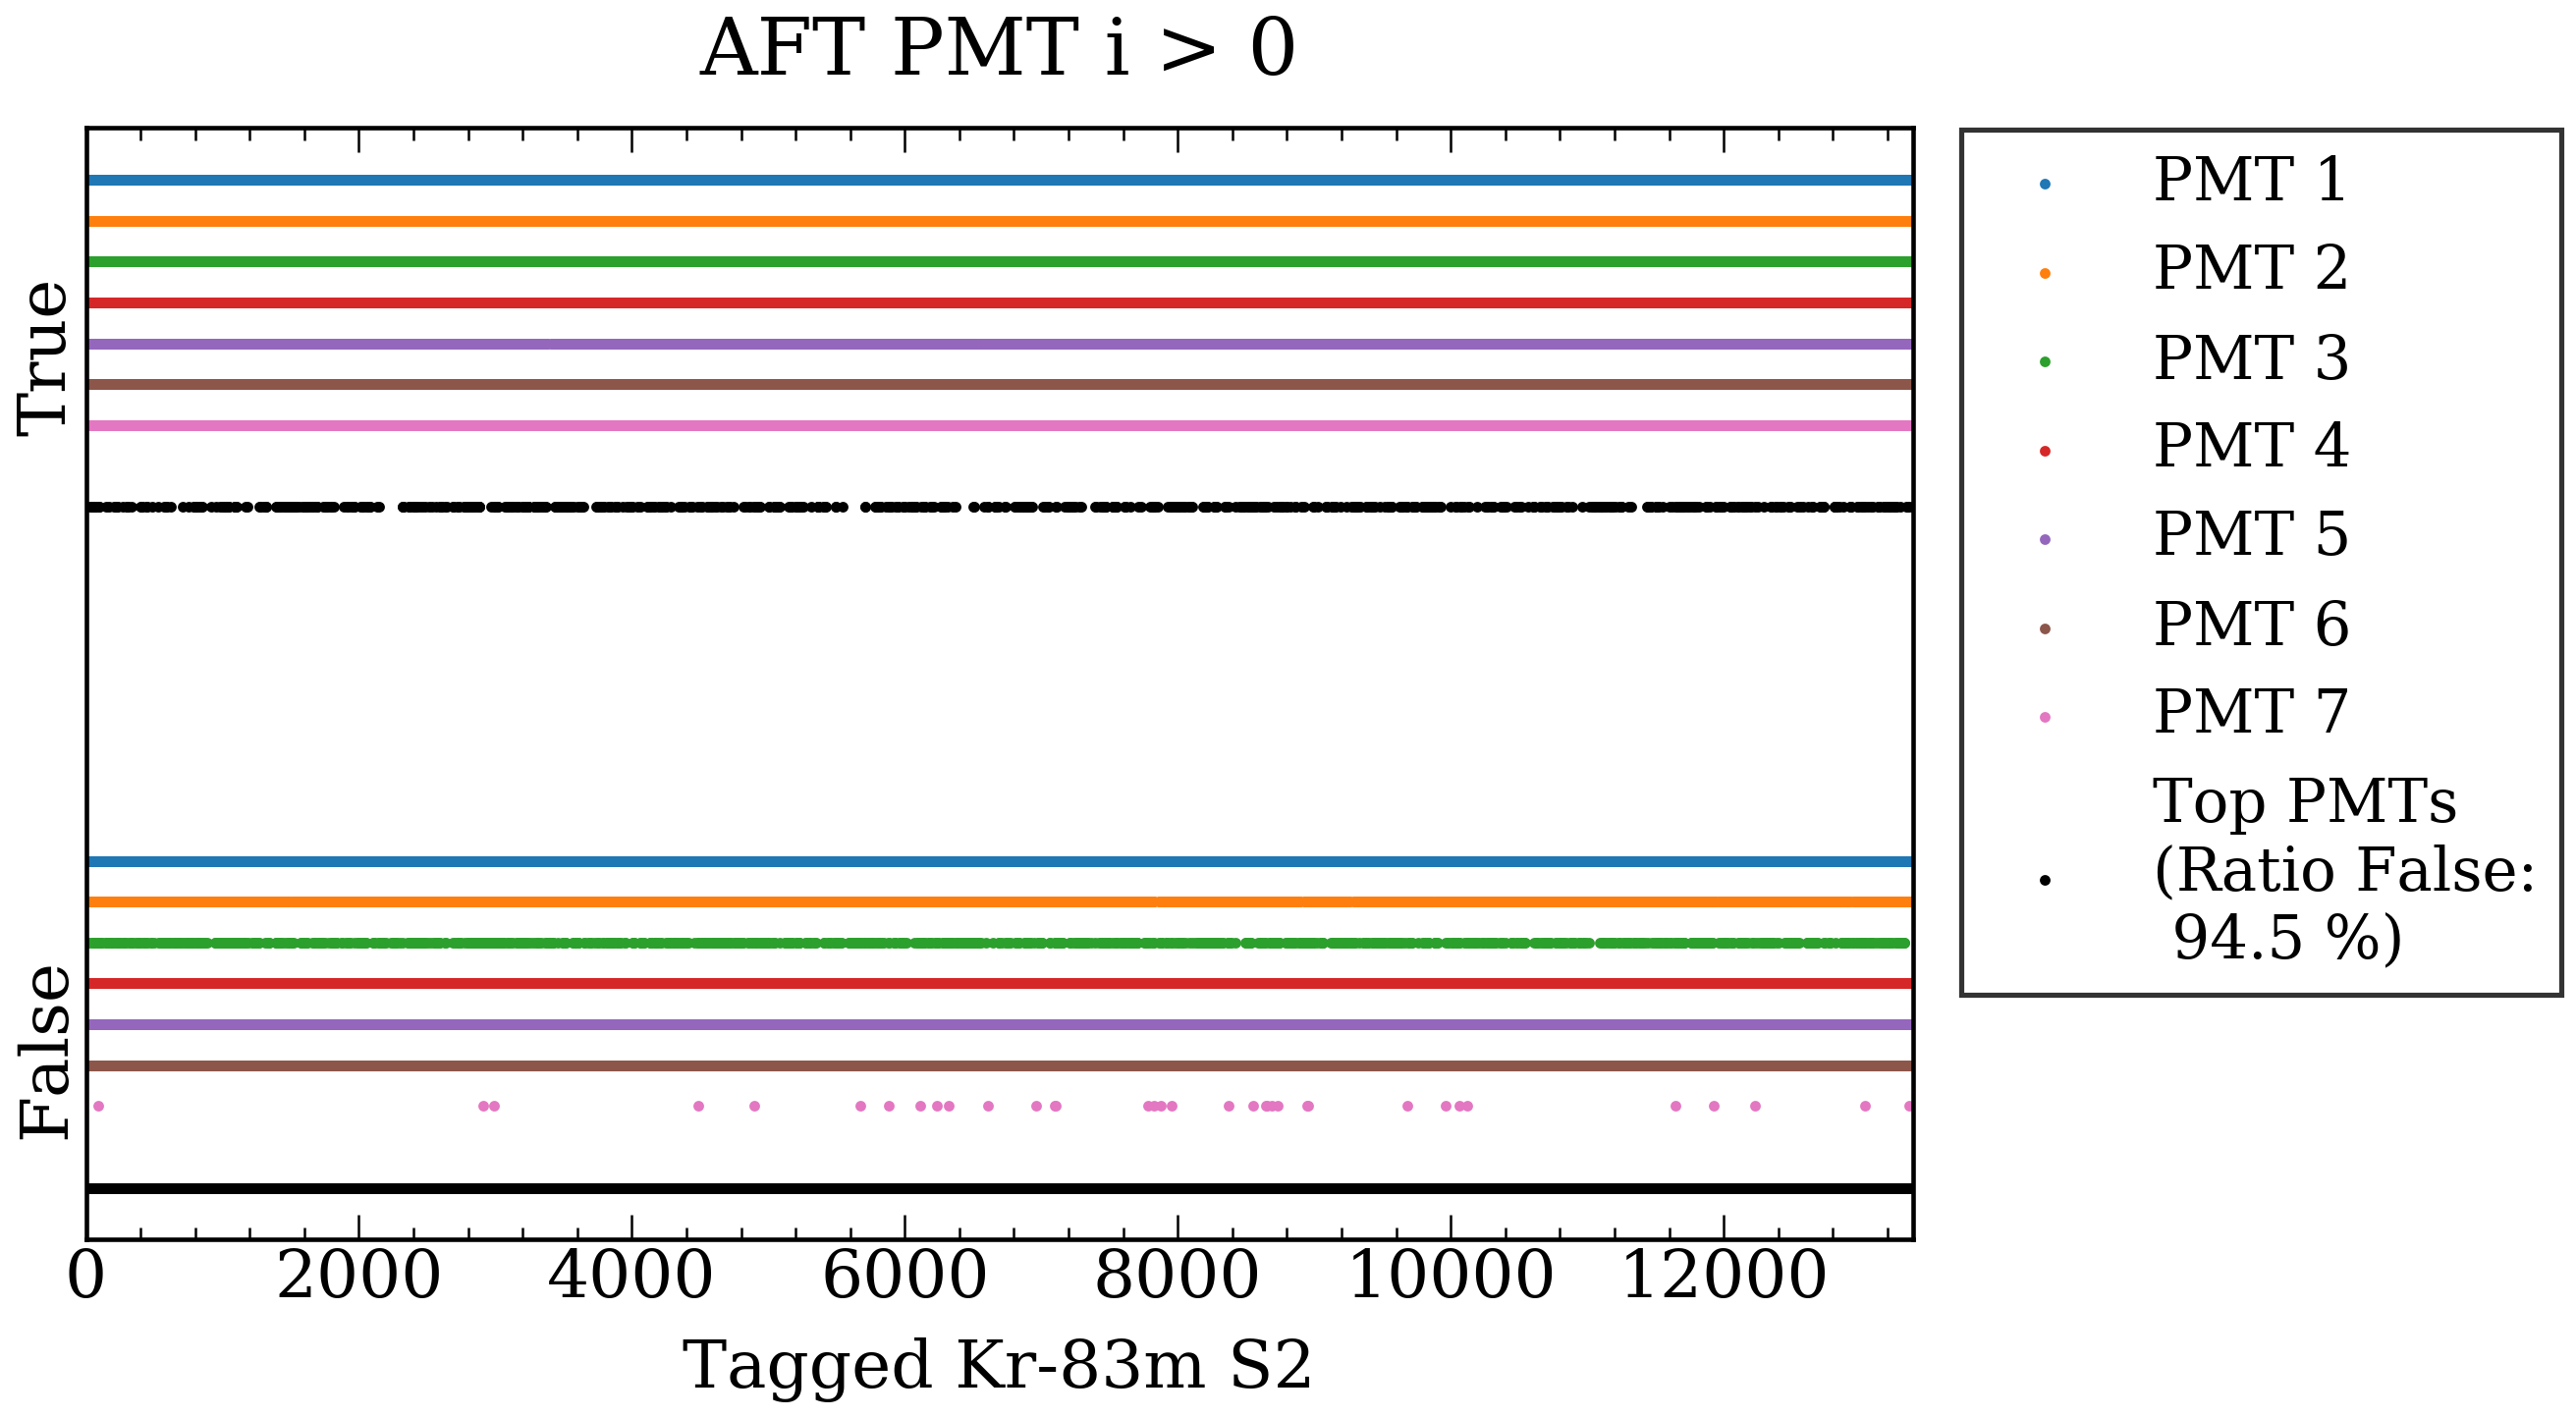 AFT PMT i > 0
True
False
0 2000 4000 6000 8000 10000 12000
Tagged Kr-83m S2
PMT 1
PMT 2
PMT 3
PMT 4
PMT 5
PMT 6
PMT 7
Top PMTs
(Ratio False:
94.5 %)